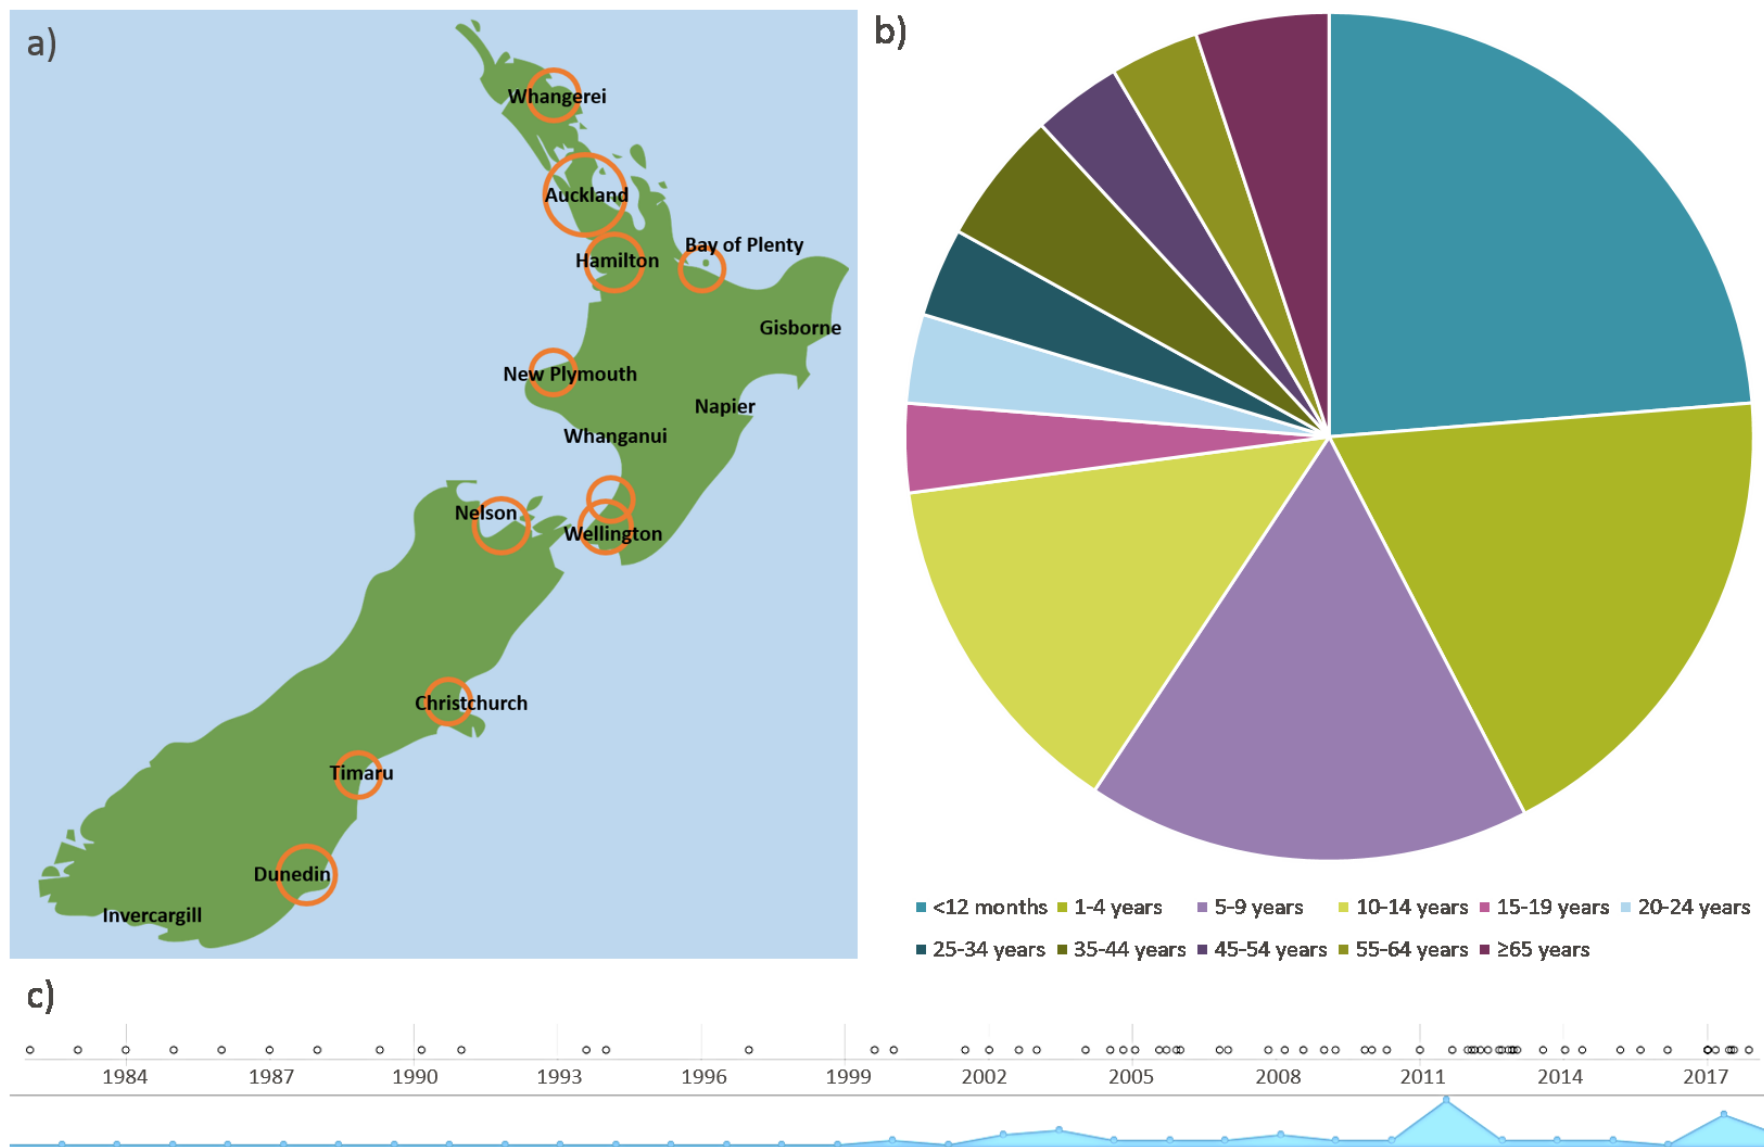 a)
Whangerei
Auckland
Hamilton
Bay of Plenty
Gisborne
New Plymouth
Napier
Whanganui
Nelson
Wellington
Christchurch
Timaru
Dunedin
Invercargill
b)
<12 months 1-4 years 5-9 years 10-14 years 15-19 years 20-24 years
25-34 years 35-44 years 45-54 years 55-64 years ≥65 years
c)
1984 1987 1990 1993 1996 1999 2002 2005 2008 2011 2014 2017